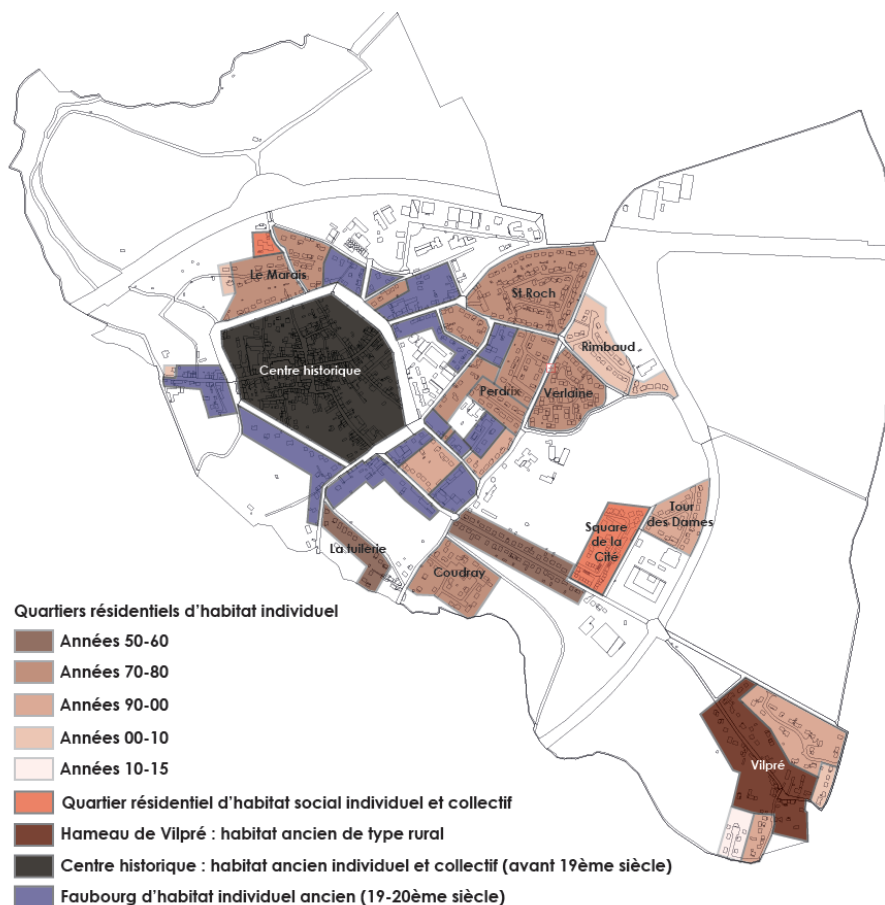 Le Marais
St Roch
Rimbaud
Centre historique
Perdrix
Verlaine
Tour
des Dames
Square
de la
Cité
La tuilerie
Coudray
Quartiers résidentiels d'habitat individuel
Années 50-60
Années 70-80
Années 90-00
Années 00-10
Années 10-15
Vilpré
Quartier résidentiel d'habitat social individuel et collectif
Hameau de Vilpré : habitat ancien de type rural
Centre historique : habitat ancien individuel et collectif (avant 19ème siècle)
Faubourg d'habitat individuel ancien (19-20ème siècle)